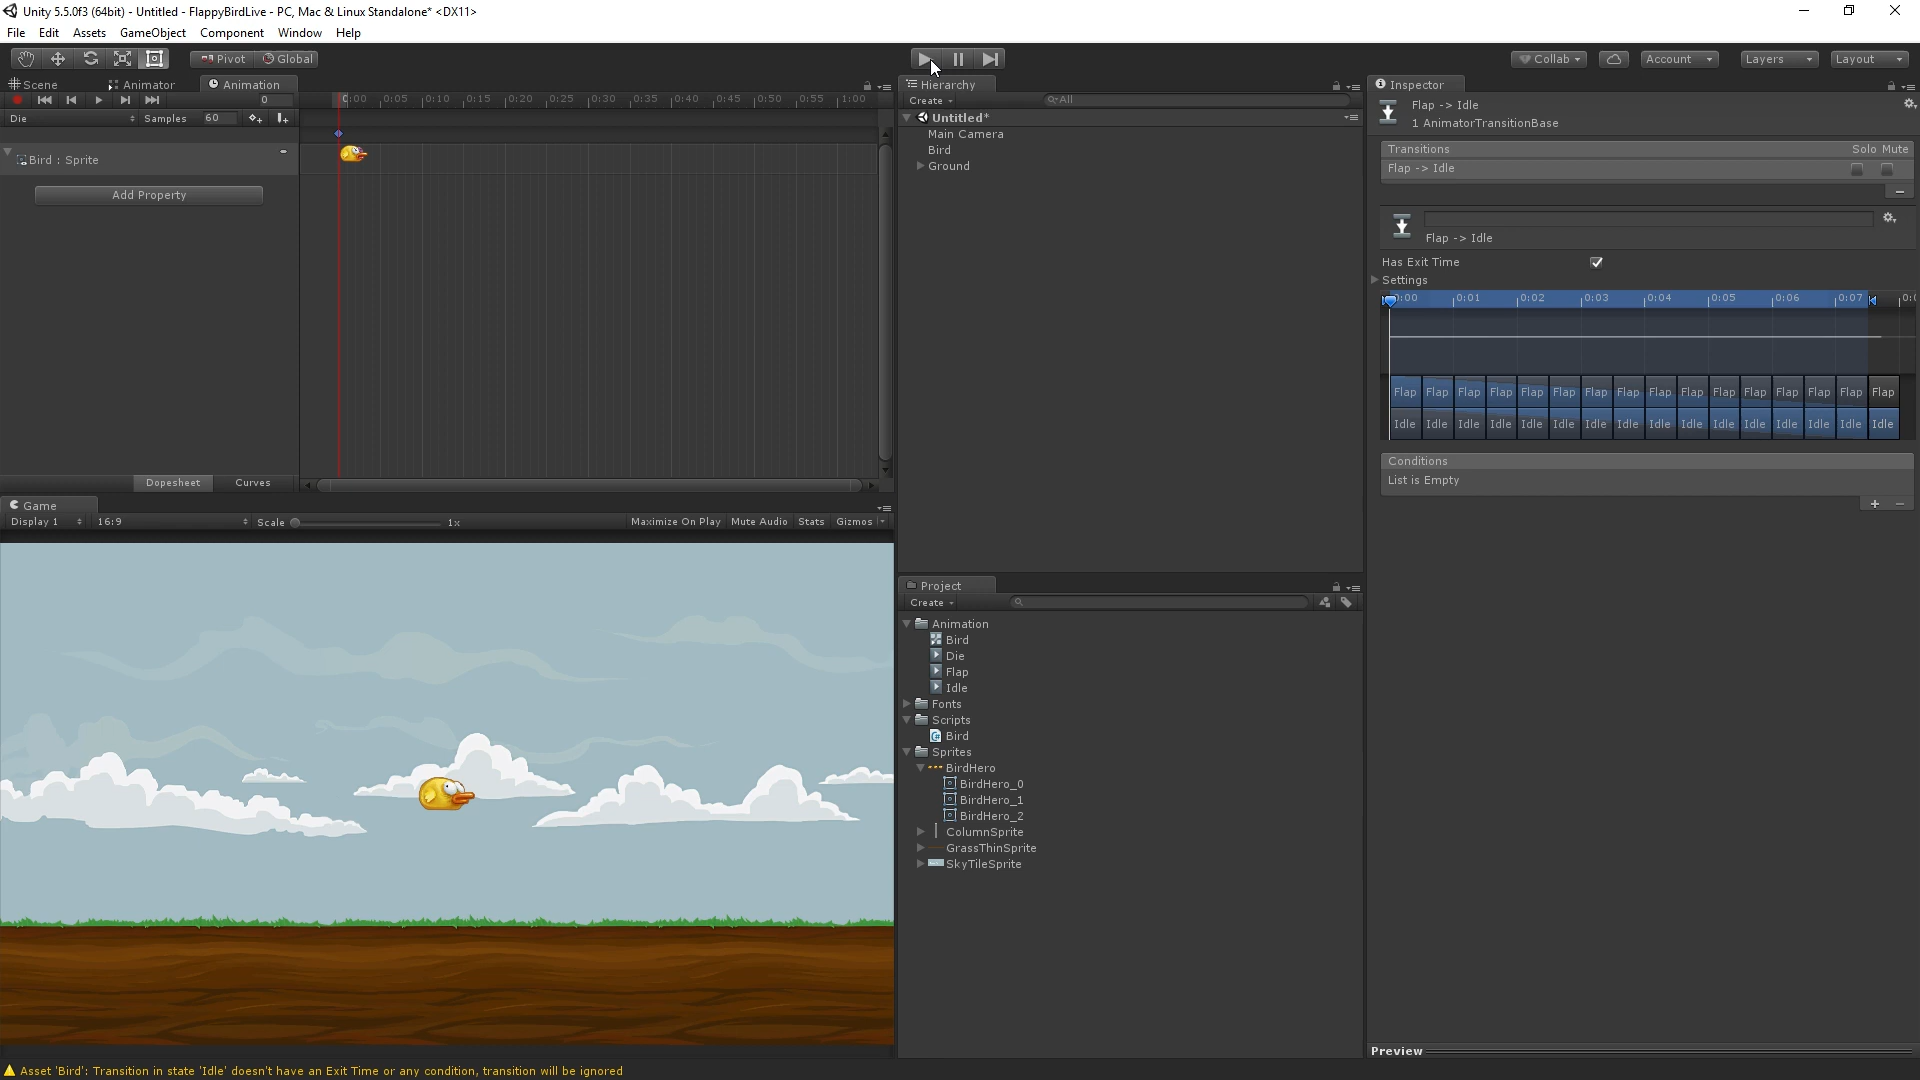 Unity 5.5.0f3 (64bit) - Untitled - FlappyBirdLive - PC, Mac & Linux Standalone* <DX11>
File Edit Assets GameObject Component Window Help
Pivot Global Collab Account Layers Layout
Scene Animator Animation
0 0:00 0:05 0:10 0:15 0:20 0:25 0:30 0:35 0:40 0:45 0:50 0:55 1:00
Die Samples 60
Bird : Sprite
Add Property
Dopesheet Curves
Game
Display 1 16:9 Scale 1x Maximize On Play Mute Audio Stats Gizmos
Hierarchy
Create All
Untitled*
Main Camera
Bird
Ground
Project
Create
Animation
Bird
Die
Flap
Idle
Fonts
Scripts
Bird
Sprites
BirdHero
BirdHero_0
BirdHero_1
BirdHero_2
ColumnSprite
GrassThinSprite
SkyTileSprite
Inspector
Flap -> Idle
1 AnimatorTransitionBase
Transitions Solo Mute
Flap -> Idle
Flap -> Idle
Has Exit Time
Settings
0:01 0:02 0:03 0:04 0:05 0:06 0:07
Flap Flap Flap Flap Flap Flap Flap Flap Flap Flap Flap Flap Flap Flap Flap Flap
Idle Idle Idle Idle Idle Idle Idle Idle Idle Idle Idle Idle Idle Idle Idle Idle
Conditions
List is Empty
Preview
Asset 'Bird': Transition in state 'Idle' doesn't have an Exit Time or any condition, transition will be ignored